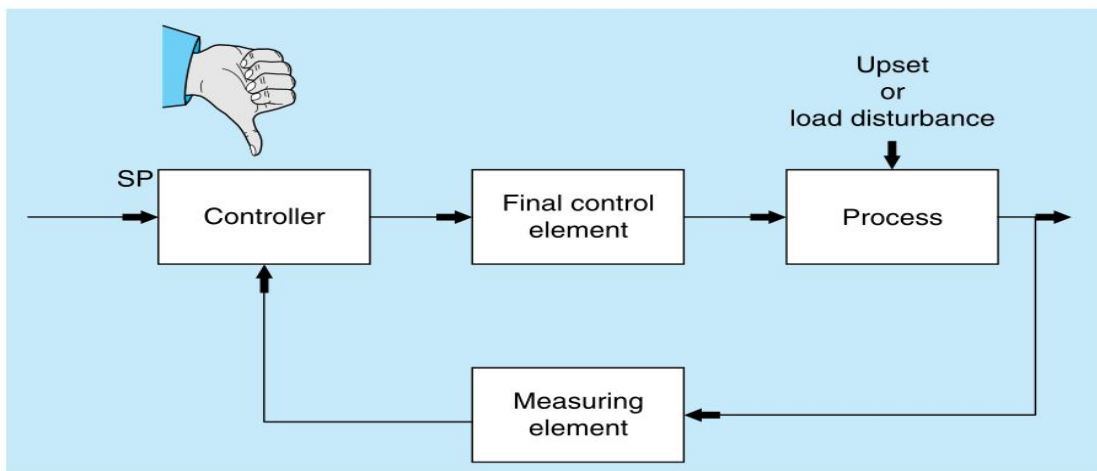 Upset
or
load disturbance
SP
Controller
Final control
element
Process
Measuring
element